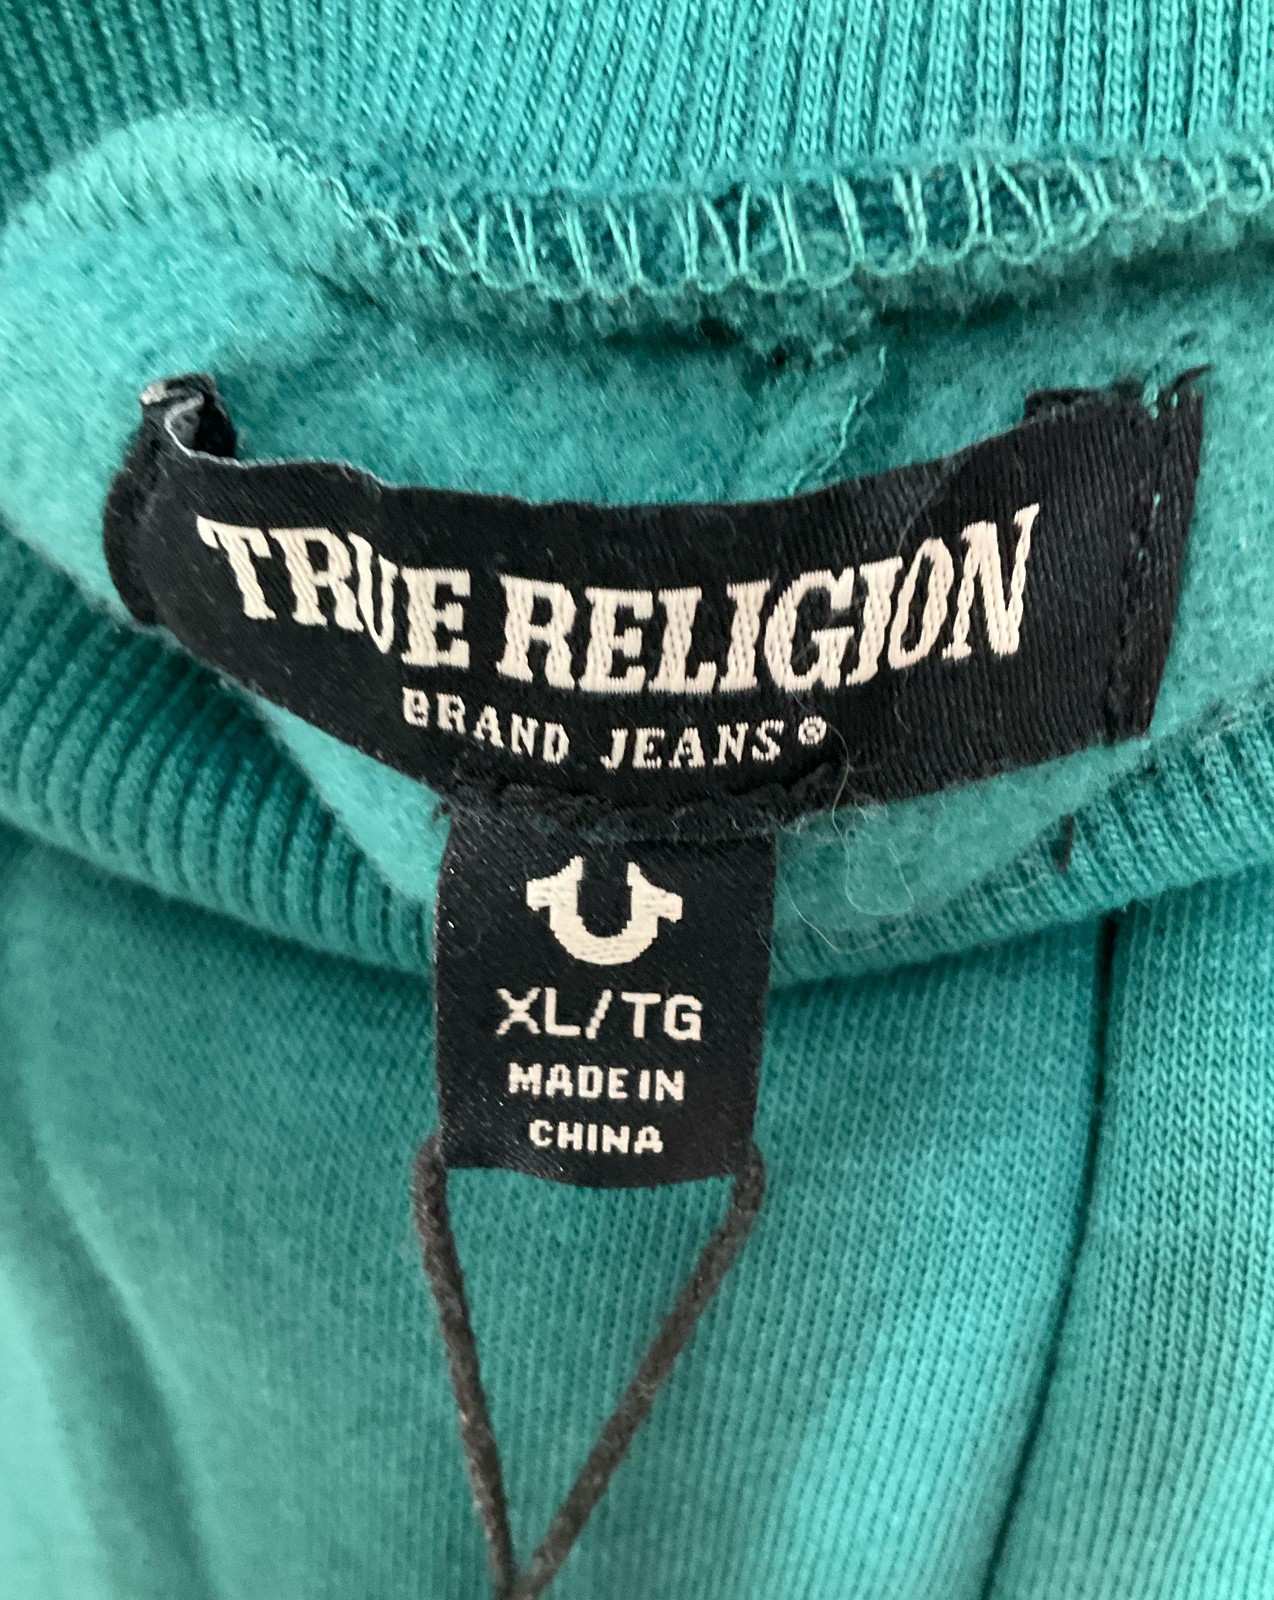 TRUE RELIGION
BRAND JEANS®
XL/TG
MADE IN
CHINA